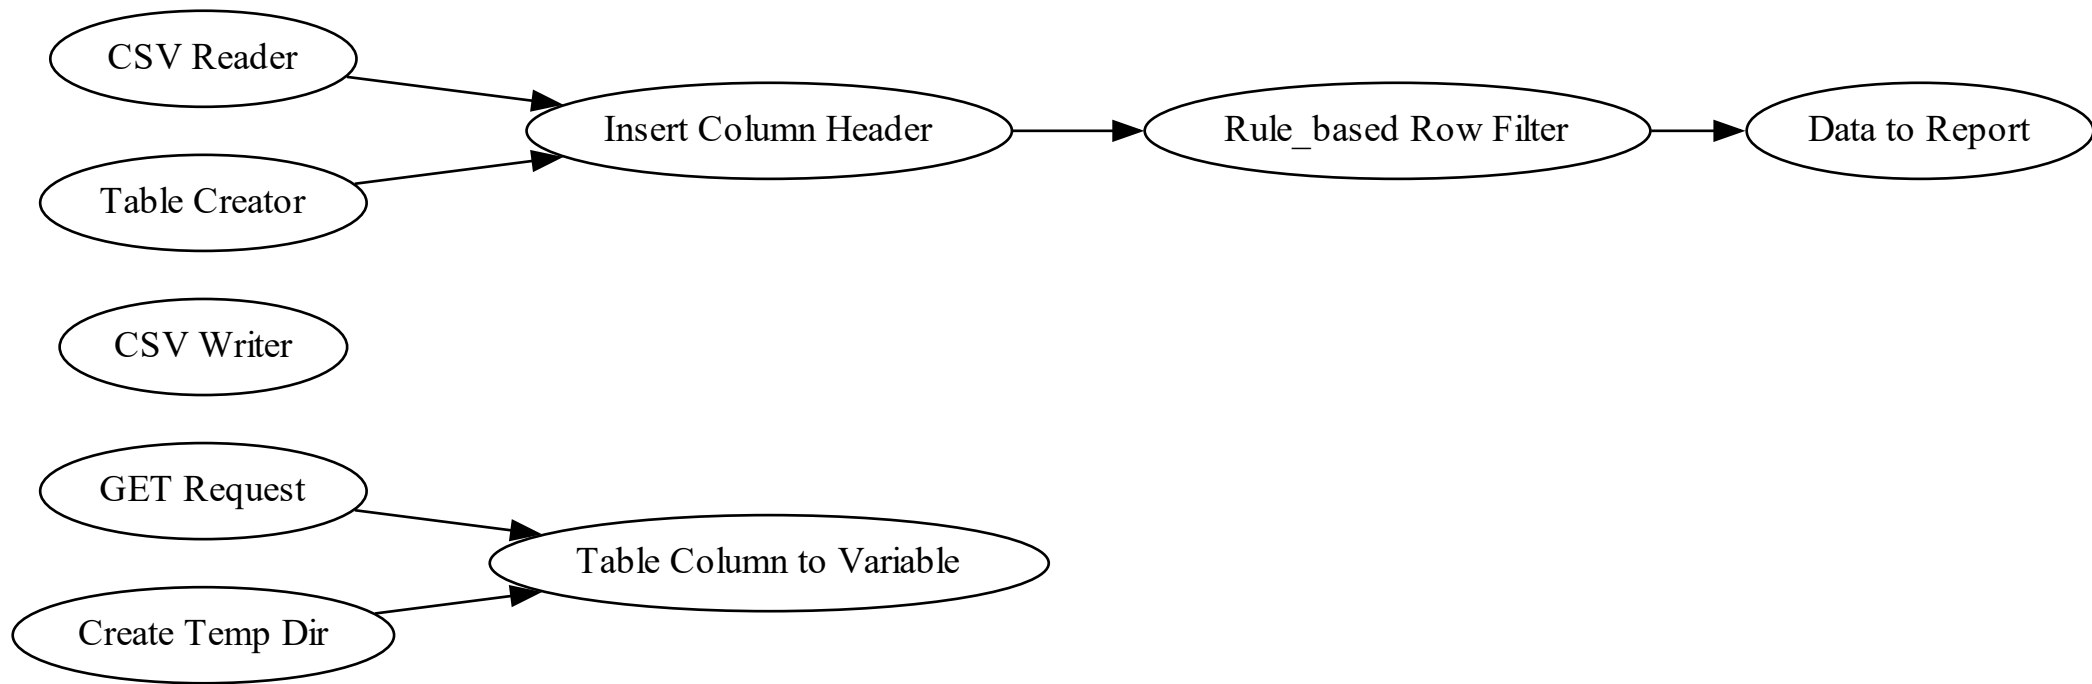 CSV Reader
Insert Column Header
Rule_based Row Filter
Data to Report
Table Creator
CSV Writer
GET Request
Table Column to Variable
Create Temp Dir